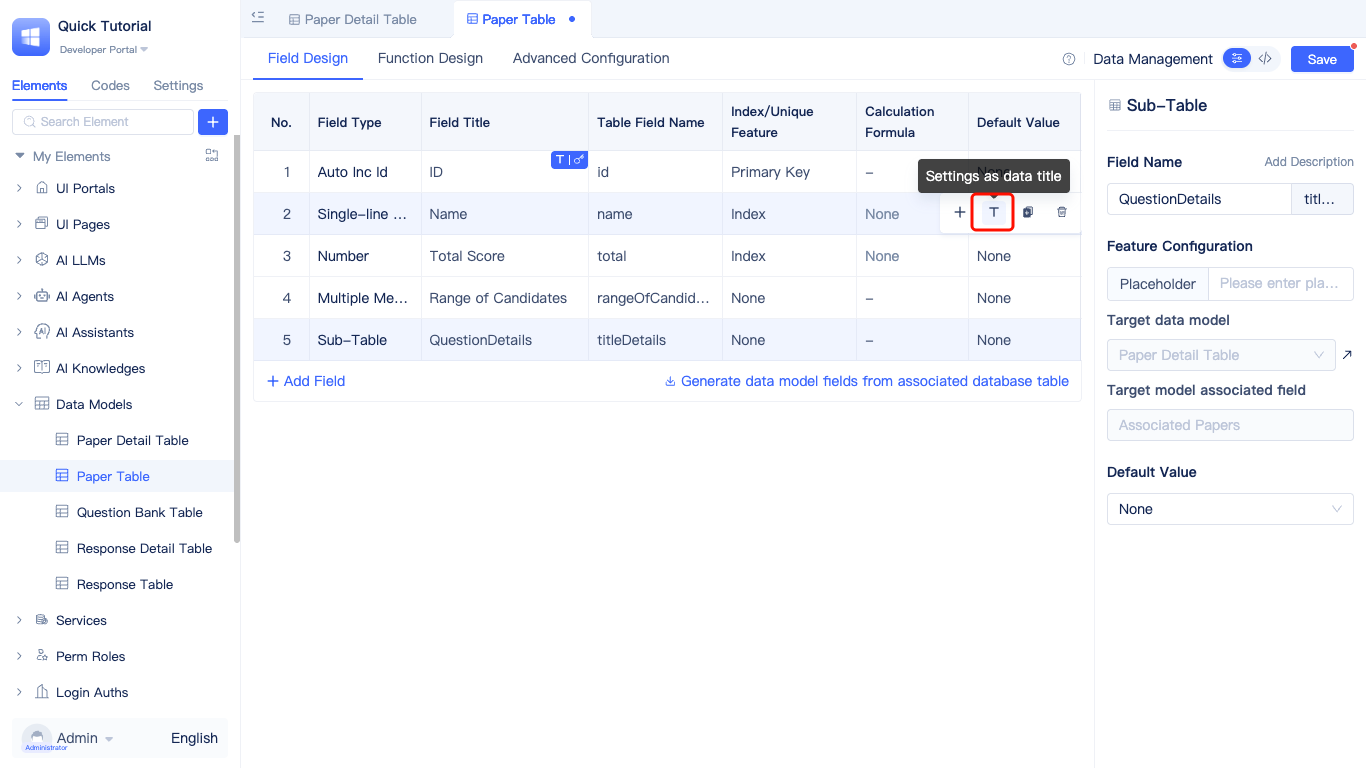 Quick Tutorial
Developer Portal
Elements
Codes
Settings
Search Element
My Elements
UI Portals
UI Pages
AI LLMs
AI Agents
AI Assistants
AI Knowledges
Data Models
Paper Detail Table
Paper Table
Question Bank Table
Response Detail Table
Response Table
Services
Perm Roles
Login Auths
Admin
Administrator
English
Paper Detail Table
Paper Table
Field Design
Function Design
Advanced Configuration
Data Management
Save
No. Field Type Field Title Table Field Name Index/Unique Feature Calculation Formula Default Value
1 Auto Inc Id ID T id Primary Key –
Settings as data title
2 Single-line ... Name name Index None T
3 Number Total Score total Index None None
4 Multiple Me... Range of Candidates rangeOfCandid... None – None
5 Sub-Table QuestionDetails titleDetails None – None
+ Add Field
Generate data model fields from associated database table
Sub-Table
Field Name
Add Description
QuestionDetails
titl...
Feature Configuration
Placeholder
Please enter pla...
Target data model
Paper Detail Table
Target model associated field
Associated Papers
Default Value
None